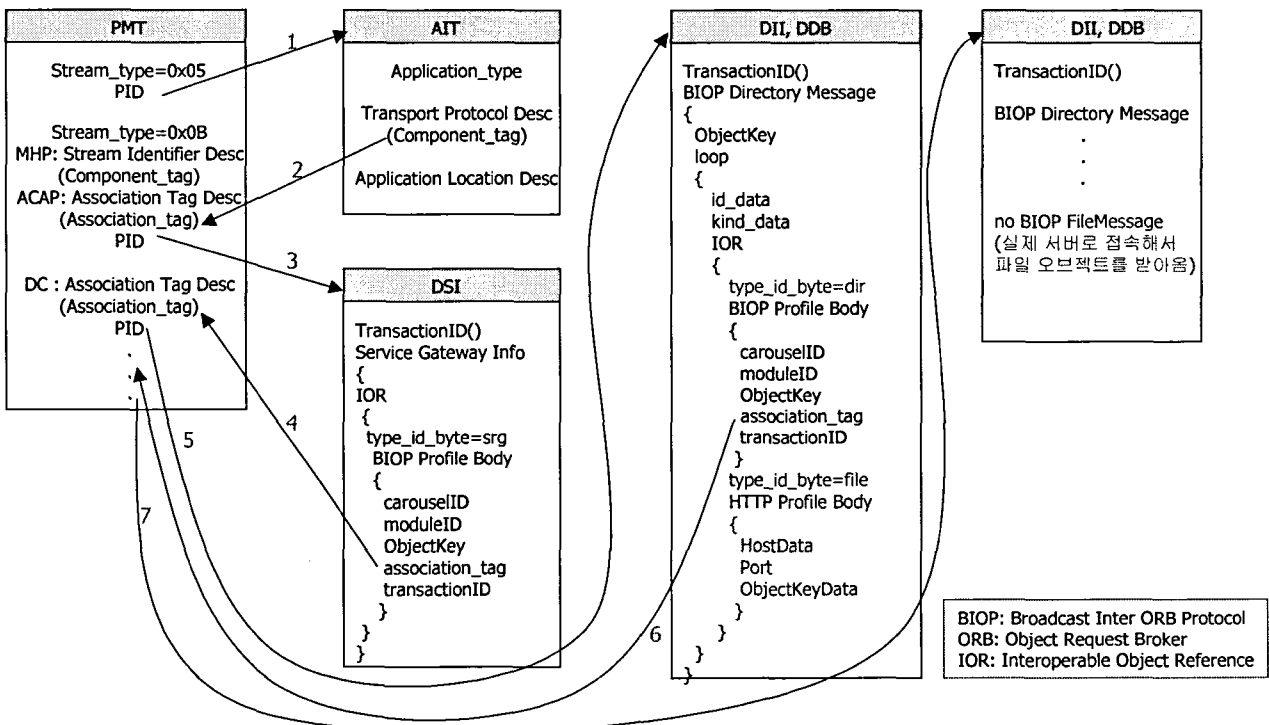 PMT
Stream_type=0x05
PID
Stream_type=0x0B
MHP: Stream Identifier Desc
(Component_tag)
ACAP: Association Tag Desc
(Association_tag)
PID
DC : Association Tag Desc
(Association_tag)
PID
1
2
3
4
5
7
AIT
Application_type
Transport Protocol Desc
(Component_tag)
Application Location Desc
DSI
TransactionID()
Service Gateway Info
{
IOR
{
type_id_byte=srg
BIOP Profile Body
{
carouselID
moduleID
ObjectKey
association_tag
transactionID
}
}
}
DII, DDB
TransactionID()
BIOP Directory Message
{
ObjectKey
loop
{
id_data
kind_data
IOR
{
type_id_byte=dir
BIOP Profile Body
{
carouselID
moduleID
ObjectKey
association_tag
transactionID
}
type_id_byte=file
HTTP Profile Body
{
HostData
Port
ObjectKeyData
}
}
}
}
6
DII, DDB
TransactionID()
BIOP Directory Message
.
.
.
no BIOP FileMessage
(실제 서버로 접속해서
파일 오브젝트를 받아옴)
BIOP: Broadcast Inter ORB Protocol
ORB: Object Request Broker
IOR: Interoperable Object Reference